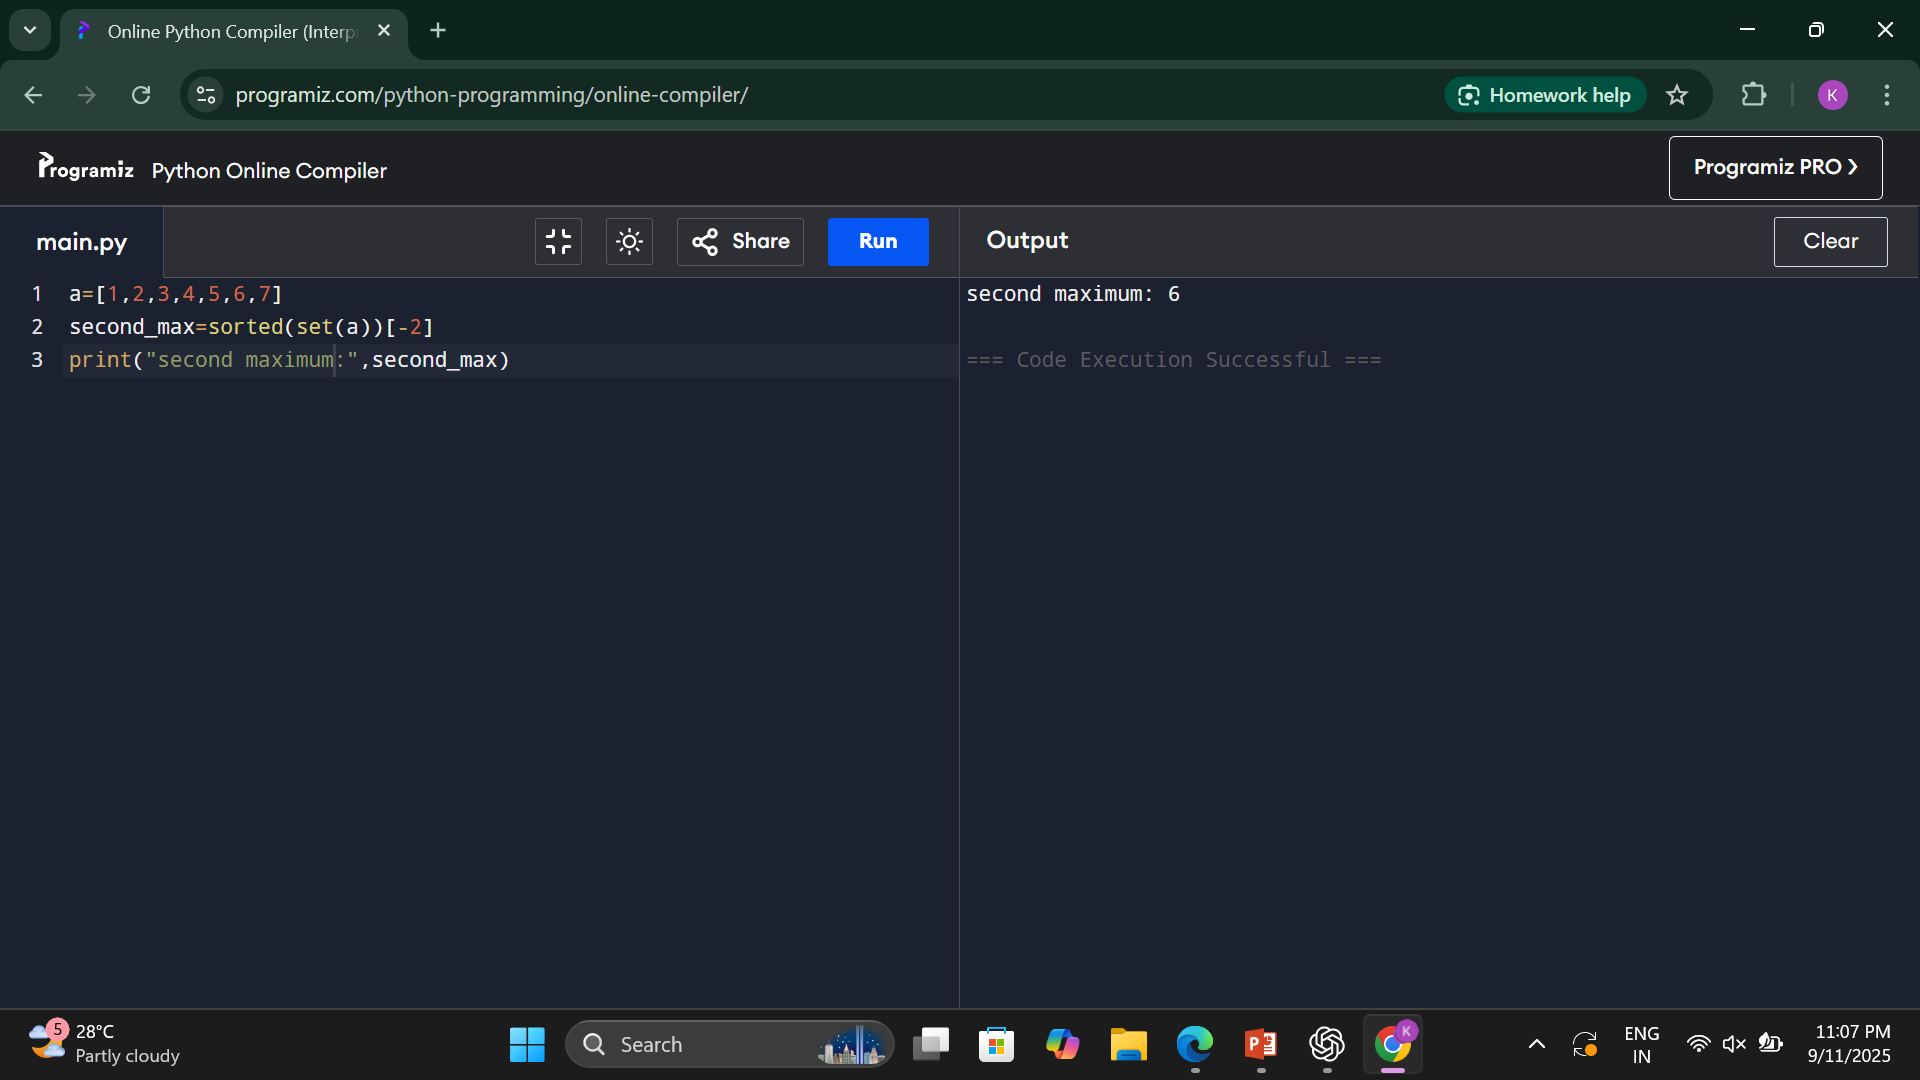 Online Python Compiler (Interp
programiz.com/python-programming/online-compiler/
Homework help
K
Programiz
Python Online Compiler
Programiz PRO ❯
main.py
Share
Run
Output
Clear
1 a=[1,2,3,4,5,6,7]
2 second_max=sorted(set(a))[-2]
3 print("second maximum:",second_max)
second maximum: 6
=== Code Execution Successful ===
5
28°C
Partly cloudy
Search
P
K
ENG
IN
11:07 PM
9/11/2025